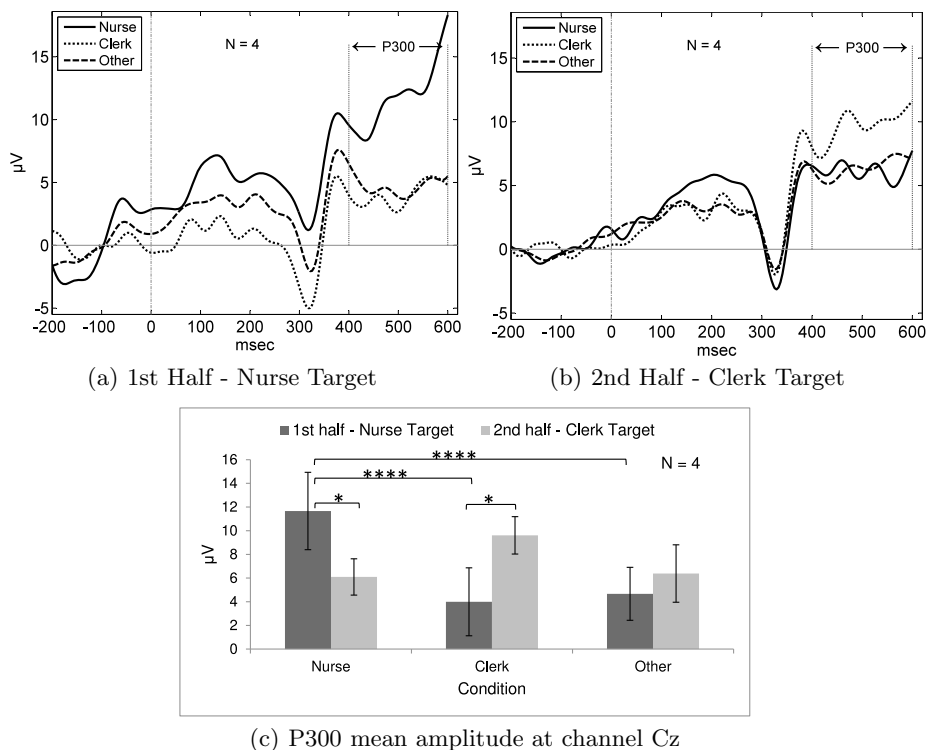 Nurse
Clerk
Other
N = 4
← P300 →
15
10
5
0
-5
µV
-200 -100 0 100 200 300 400 500 600
msec
(a) 1st Half - Nurse Target
Nurse
Clerk
Other
N = 4
← P300 →
15
10
5
0
-5
µV
-200 -100 0 100 200 300 400 500 600
msec
(b) 2nd Half - Clerk Target
1st half - Nurse Target 2nd half - Clerk Target
N = 4
16
14
12
10
8
6
4
2
0
µV
****
****
*
*
Nurse Clerk Other
Condition
(c) P300 mean amplitude at channel Cz